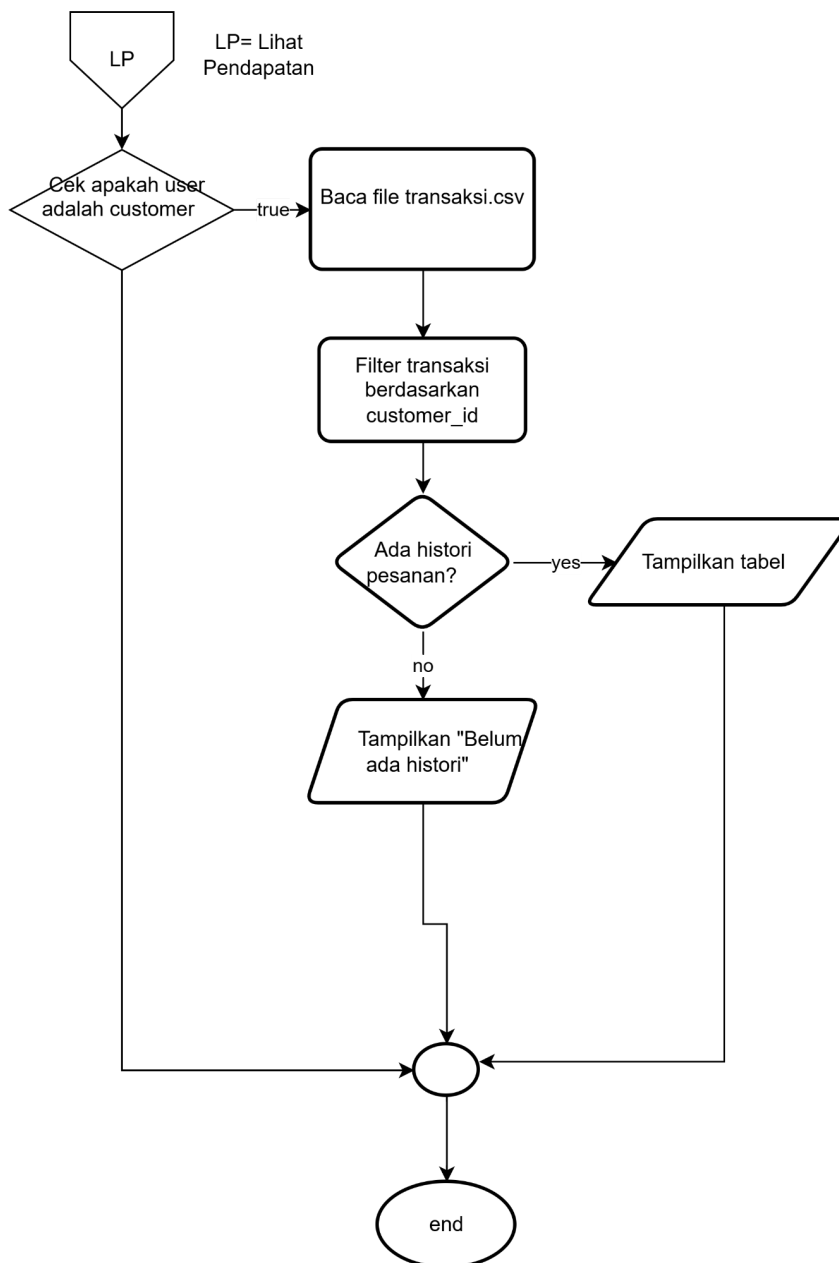 LP
LP= Lihat
Pendapatan
Cek apakah user
adalah customer
true
Baca file transaksi.csv
Filter transaksi
berdasarkan
customer_id
Ada histori
pesanan?
yes
Tampilkan tabel
no
Tampilkan "Belum
ada histori"
end